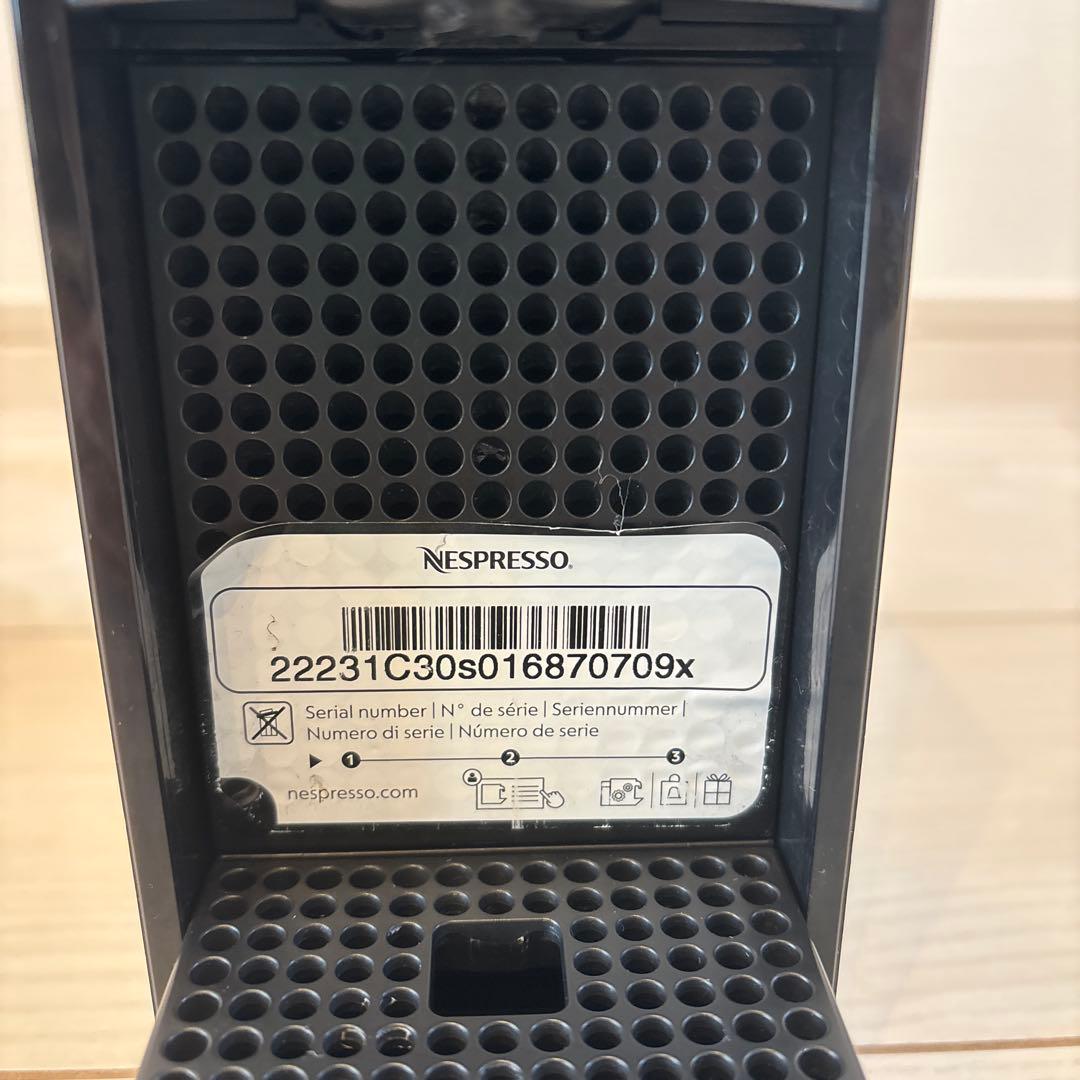 NESPRESSO.
22231C30s016870709x
Serial number | N° de série | Seriennummer |
Numero di serie | Número de serie
1 2 3
nespresso.com